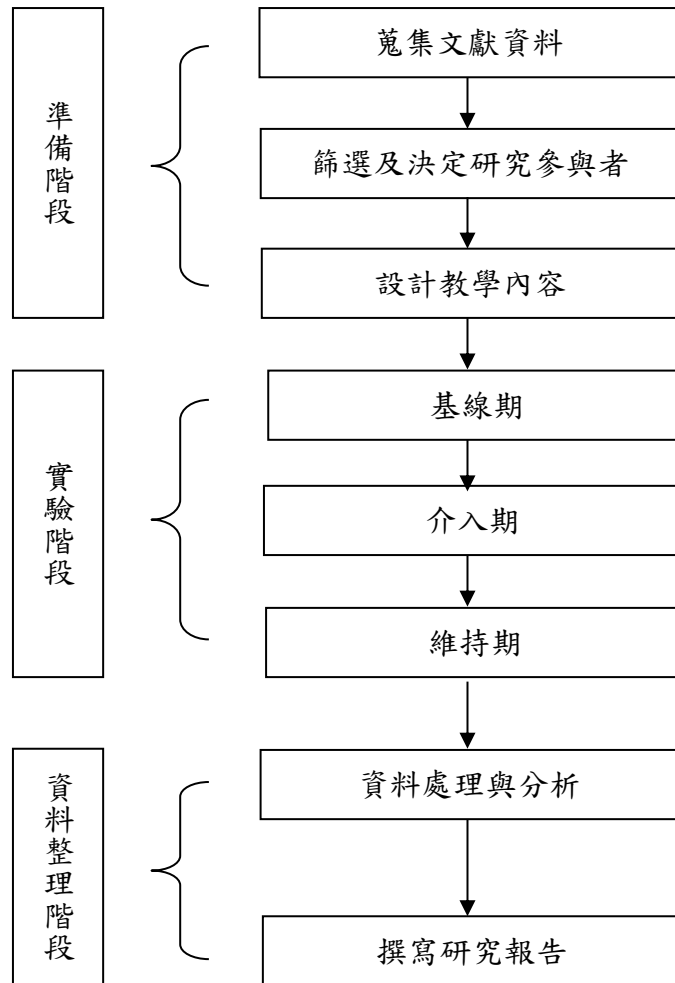 準備階段
蒐集文獻資料
篩選及決定研究參與者
設計教學內容
實驗階段
基線期
介入期
維持期
資料整理階段
資料處理與分析
撰寫研究報告